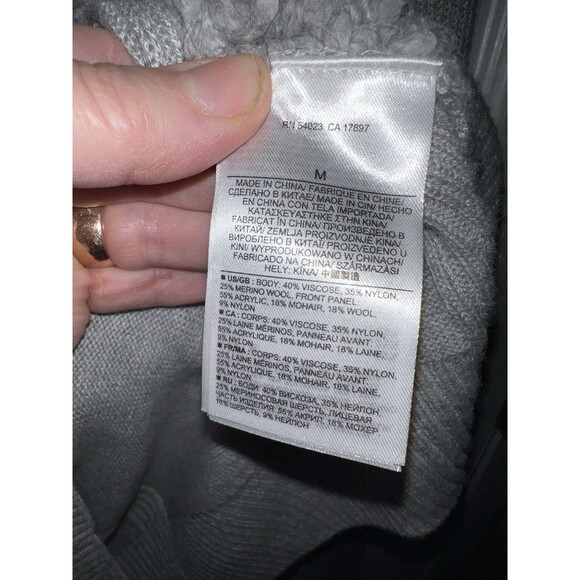 RN 54023 CA 17897
M
MADE IN CHINA/ FABRIQUE EN CHINE/
СДЕЛАНО В КИТАЕ/ MADE IN CIN/ HECHO
EN CHINA CON TELA IMPORTADA/
ΚΑΤΑΣΚΕΥΑΣΤΗΚΕ ΣΤΗΝ ΚΙΝΑ/
FABRICAT ÎN CHINA/ ПРОИЗВЕДЕНО В
КИТАЙ/ ZEMLJA PROIZVODNJE KINA/
ВИРОБЛЕНО В КИТАЇ/ PROIZVEDENO U
KINI/ WYPRODUKOWANO W CHINACH/
FABRICADO NA CHINA/ SZÁRMAZÁSI
HELY: KÍNA/ 中國製造
■ US/GB : BODY: 40% VISCOSE, 35% NYLON,
25% MERINO WOOL, FRONT PANEL:
55% ACRYLIC, 18% MOHAIR, 18% WOOL,
9% NYLON
■ CA : CORPS: 40% VISCOSE, 35% NYLON,
25% LAINE MÉRINOS, PANNEAU AVANT:
55% ACRYLIQUE, 18% MOHAIR, 18% LAINE,
9% NYLON
■ FR/MA : CORPS: 40% VISCOSE, 35% NYLON,
25% LAINE MÉRINOS, PANNEAU AVANT:
55% ACRYLIQUE, 18% MOHAIR, 18% LAINE,
9% NYLON
■ RU : БОДИ: 40% ВИСКОЗА, 35% НЕЙЛОН,
25% МЕРИНОСОВАЯ ШЕРСТЬ, ЛИЦЕВАЯ
ЧАСТЬ ИЗДЕЛИЯ: 55% АКРИЛ, 18% МОХЕР,
18% ШЕРСТЬ, 9% НЕЙЛОН